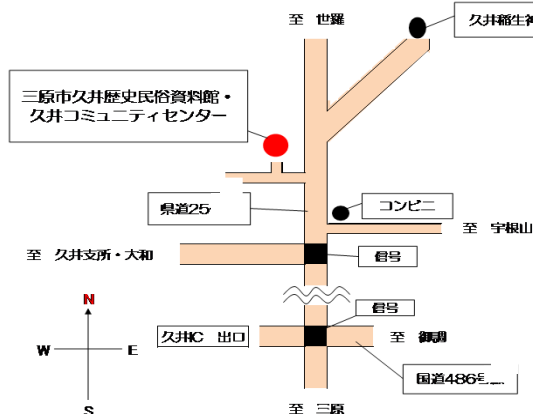 至 世羅
久井稲生神
三原市久井歴史民俗資料館・
久井コミュニティセンター
県道25
コンビニ
至 宇根山
至 久井支所・大和
信号
信号
N
W E
S
久井IC 出口
至 御調
国道486号
至 三原